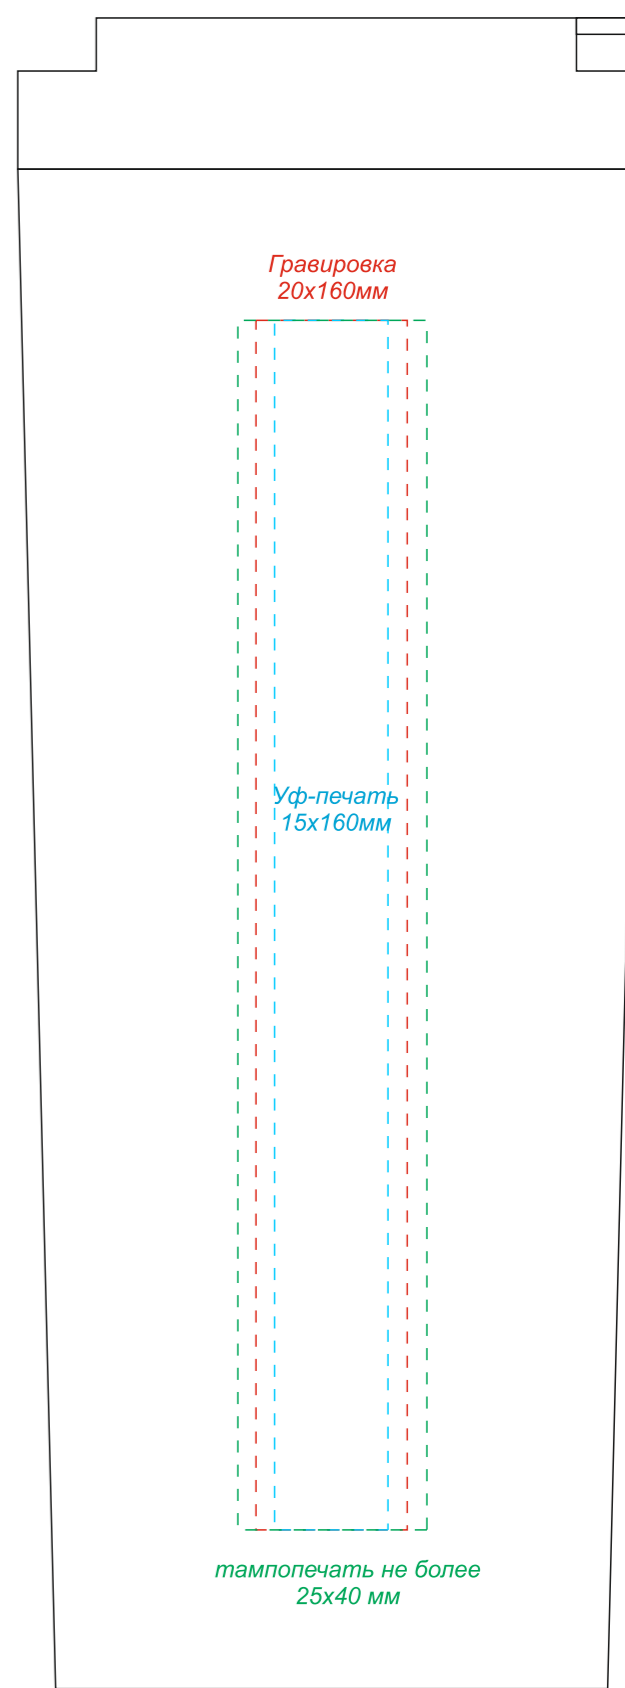 Гравировка
20х160мм
Уф-печать
15х160мм
тампопечать не более
25х40 мм